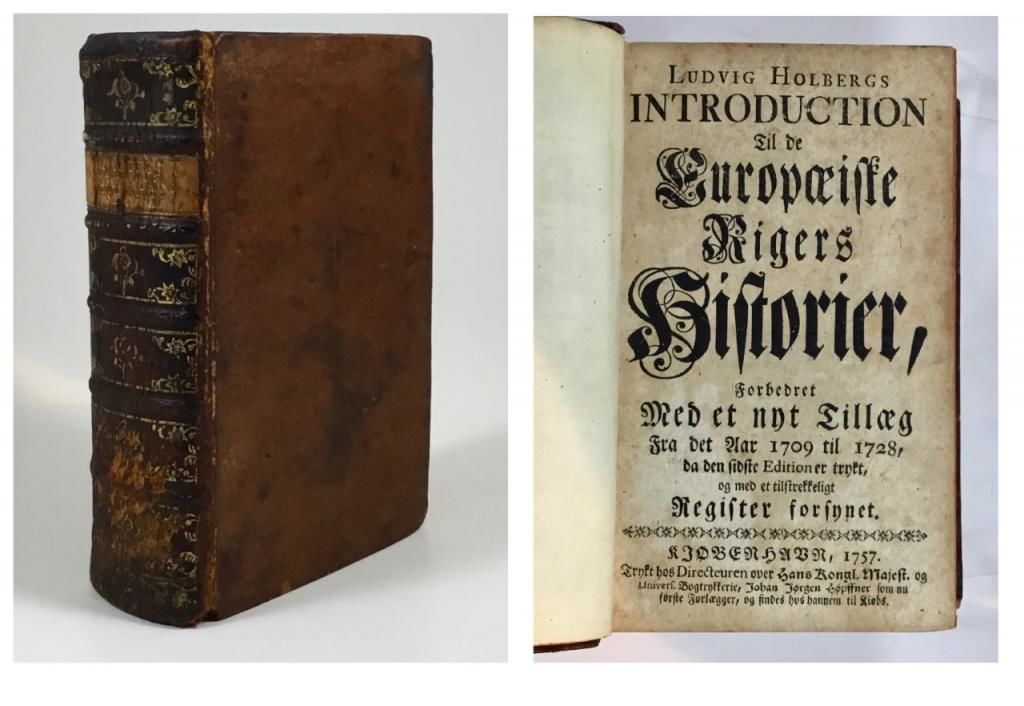 LUDVIG HOLBERGS
INTRODUCTION
Til de
Europæiske
Rigers
Historier,
Forbedret
Med et nyt Tillæg
Fra det Aar 1709 til 1728,
da den sidste Edition er trykt,
og med et tilstrekkeligt
Register forsynet.
KJØBENHAVN, 1757.
Trykt hos Directeuren over Hans Kongl. Majest. og
Univers. Bogtrykkerie, Johan Jørgen Høpffner som nu
første Forlægger, og findes hos hannem til Kiøbs.